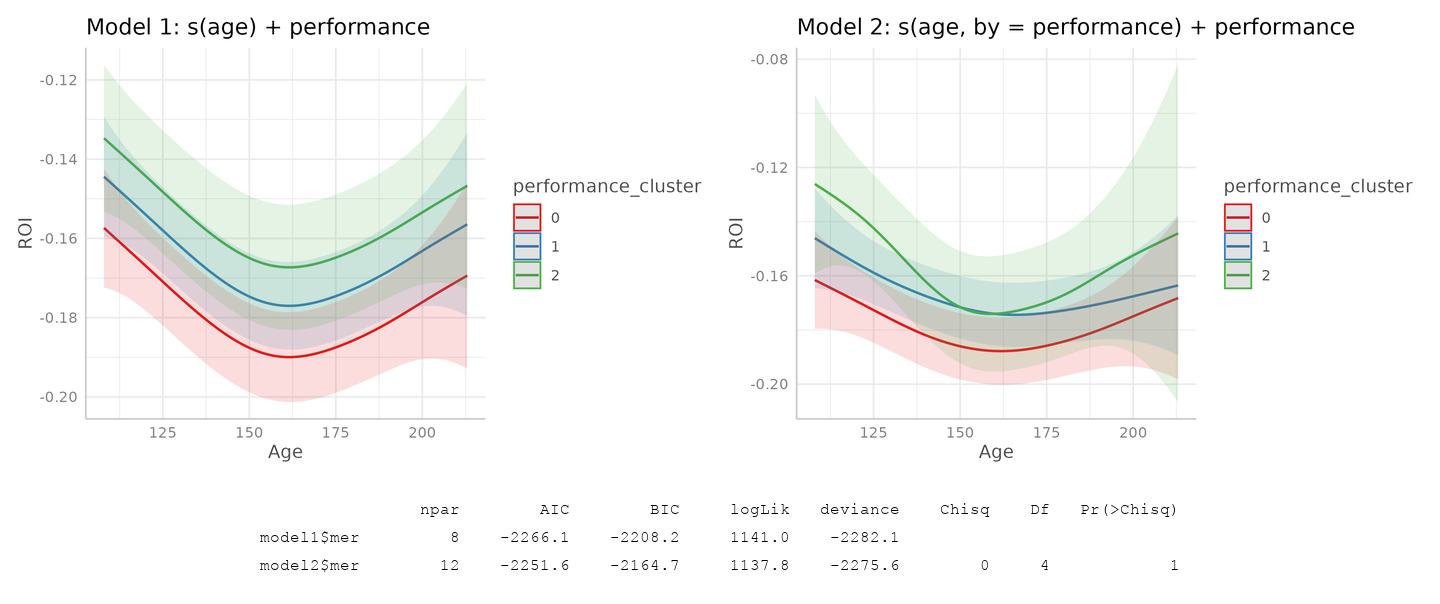 Model 1: s(age) + performance
-0.12
-0.14
-0.16
-0.18
-0.20
ROI
125 150 175 200
Age
performance_cluster
0
1
2
Model 2: s(age, by = performance) + performance
-0.08
-0.12
-0.16
-0.20
ROI
125 150 175 200
Age
performance_cluster
0
1
2
npar AIC BIC logLik deviance Chisq Df Pr(>Chisq)
model1$mer 8 -2266.1 -2208.2 1141.0 -2282.1
model2$mer 12 -2251.6 -2164.7 1137.8 -2275.6 0 4 1